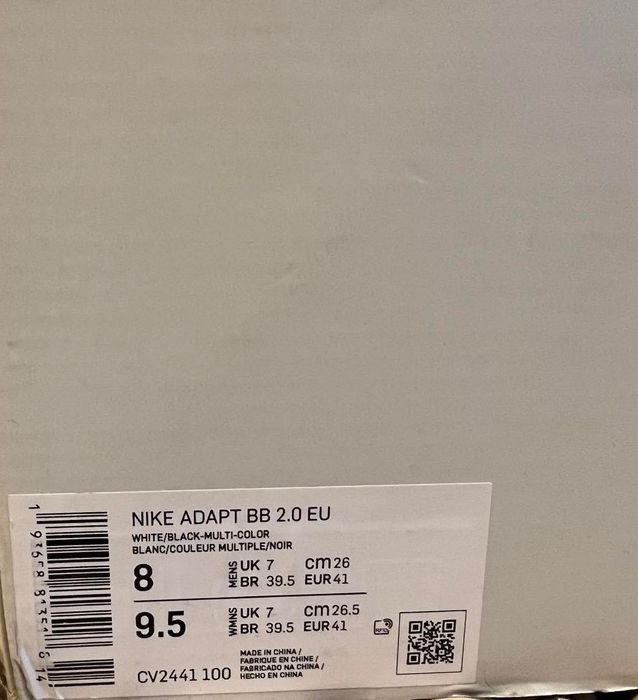 NIKE ADAPT BB 2.0 EU
WHITE/BLACK-MULTI-COLOR
BLANC/COULEUR MULTIPLE/NOIR
8 MENS UK 7 cm 26
BR 39.5 EUR 41
9.5 WMNS UK 7 cm 26.5
BR 39.5 EUR 41
RFID
CV2441 100
MADE IN CHINA /
FABRIQUE EN CHINE /
FABRICADO NA CHINA /
HECHO EN CHINA